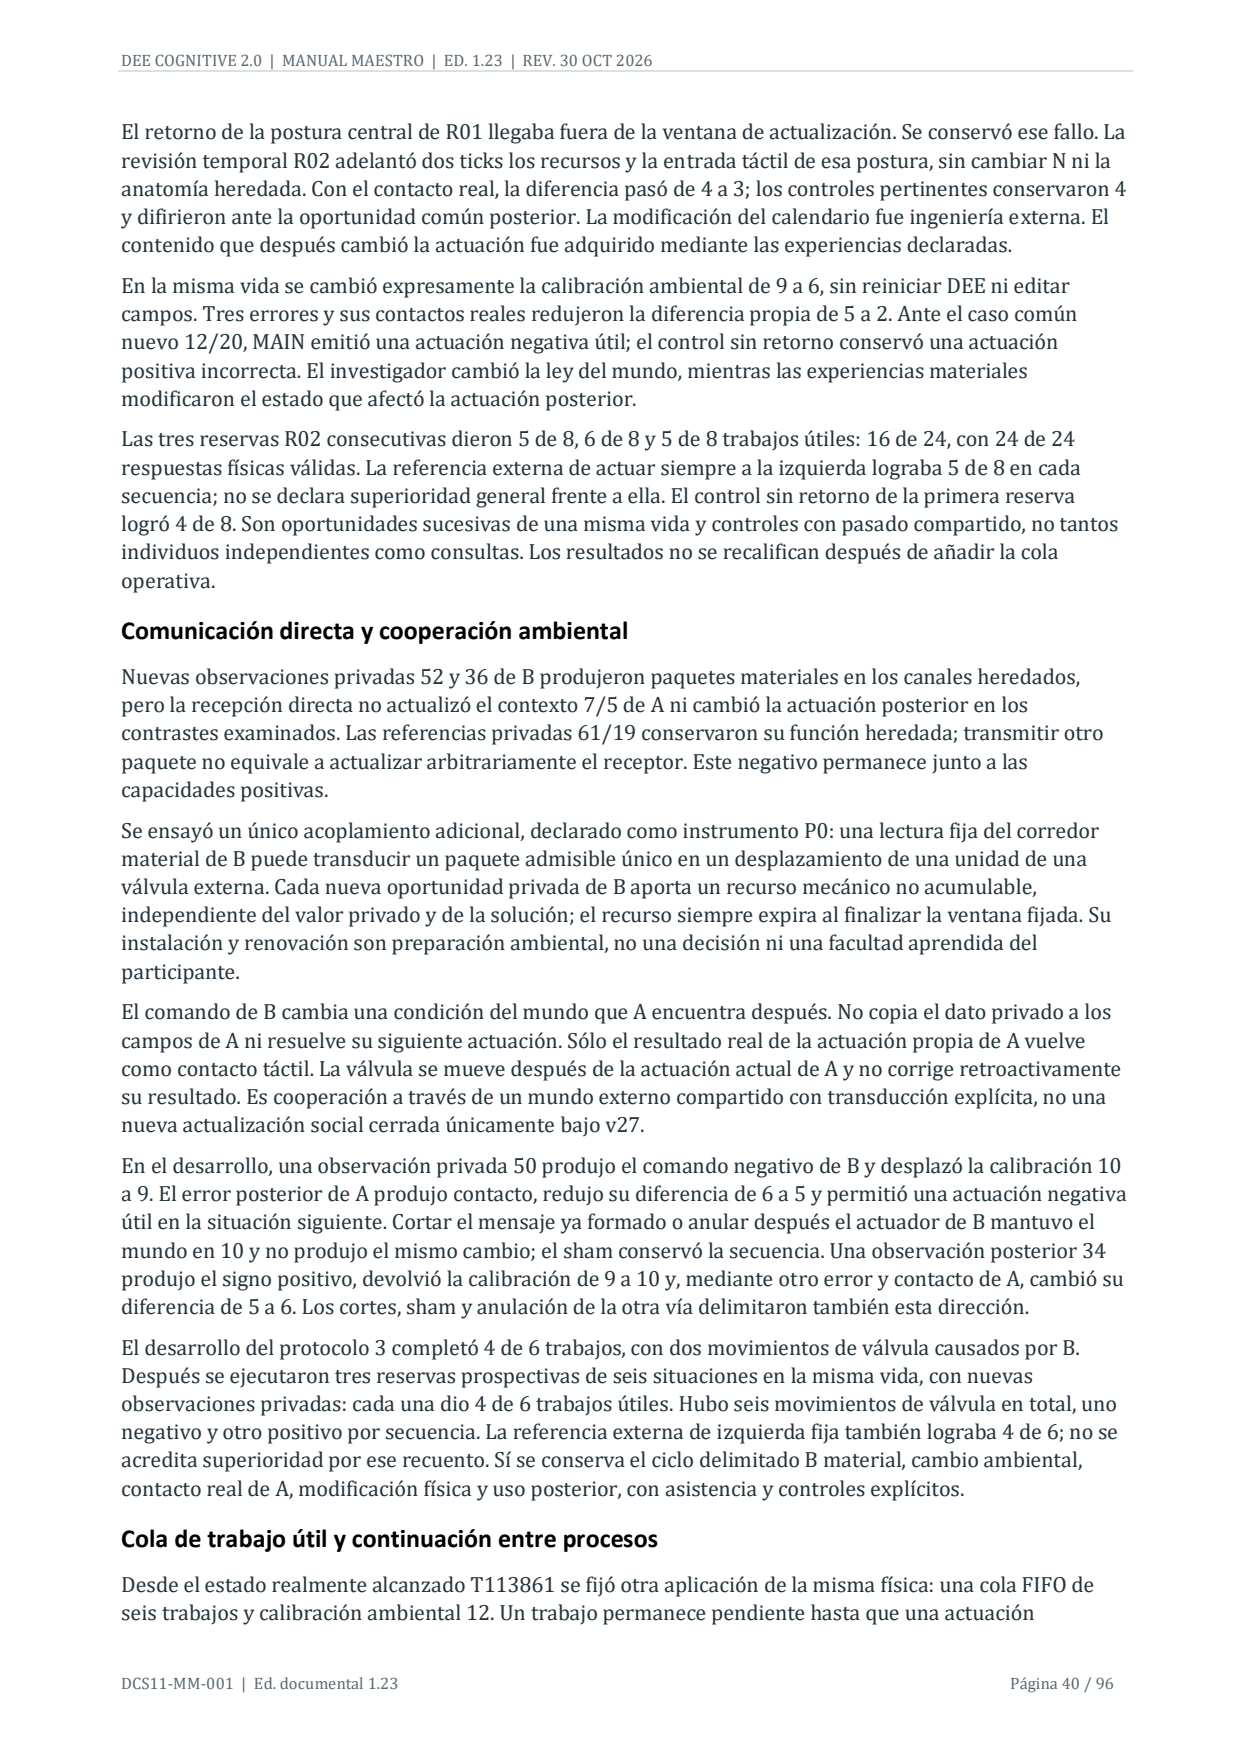 DEE COGNITIVE 2.0 | MANUAL MAESTRO | ED. 1.23 | REV. 30 OCT 2026
El retorno de la postura central de R01 llegaba fuera de la ventana de actualización. Se conservó ese fallo. La
revisión temporal R02 adelantó dos ticks los recursos y la entrada táctil de esa postura, sin cambiar N ni la
anatomía heredada. Con el contacto real, la diferencia pasó de 4 a 3; los controles pertinentes conservaron 4
y difirieron ante la oportunidad común posterior. La modificación del calendario fue ingeniería externa. El
contenido que después cambió la actuación fue adquirido mediante las experiencias declaradas.
En la misma vida se cambió expresamente la calibración ambiental de 9 a 6, sin reiniciar DEE ni editar
campos. Tres errores y sus contactos reales redujeron la diferencia propia de 5 a 2. Ante el caso común
nuevo 12/20, MAIN emitió una actuación negativa útil; el control sin retorno conservó una actuación
positiva incorrecta. El investigador cambió la ley del mundo, mientras las experiencias materiales
modificaron el estado que afectó la actuación posterior.
Las tres reservas R02 consecutivas dieron 5 de 8, 6 de 8 y 5 de 8 trabajos útiles: 16 de 24, con 24 de 24
respuestas físicas válidas. La referencia externa de actuar siempre a la izquierda lograba 5 de 8 en cada
secuencia; no se declara superioridad general frente a ella. El control sin retorno de la primera reserva
logró 4 de 8. Son oportunidades sucesivas de una misma vida y controles con pasado compartido, no tantos
individuos independientes como consultas. Los resultados no se recalifican después de añadir la cola
operativa.
Comunicación directa y cooperación ambiental
Nuevas observaciones privadas 52 y 36 de B produjeron paquetes materiales en los canales heredados,
pero la recepción directa no actualizó el contexto 7/5 de A ni cambió la actuación posterior en los
contrastes examinados. Las referencias privadas 61/19 conservaron su función heredada; transmitir otro
paquete no equivale a actualizar arbitrariamente el receptor. Este negativo permanece junto a las
capacidades positivas.
Se ensayó un único acoplamiento adicional, declarado como instrumento P0: una lectura fija del corredor
material de B puede transducir un paquete admisible único en un desplazamiento de una unidad de una
válvula externa. Cada nueva oportunidad privada de B aporta un recurso mecánico no acumulable,
independiente del valor privado y de la solución; el recurso siempre expira al finalizar la ventana fijada. Su
instalación y renovación son preparación ambiental, no una decisión ni una facultad aprendida del
participante.
El comando de B cambia una condición del mundo que A encuentra después. No copia el dato privado a los
campos de A ni resuelve su siguiente actuación. Sólo el resultado real de la actuación propia de A vuelve
como contacto táctil. La válvula se mueve después de la actuación actual de A y no corrige retroactivamente
su resultado. Es cooperación a través de un mundo externo compartido con transducción explícita, no una
nueva actualización social cerrada únicamente bajo v27.
En el desarrollo, una observación privada 50 produjo el comando negativo de B y desplazó la calibración 10
a 9. El error posterior de A produjo contacto, redujo su diferencia de 6 a 5 y permitió una actuación negativa
útil en la situación siguiente. Cortar el mensaje ya formado o anular después el actuador de B mantuvo el
mundo en 10 y no produjo el mismo cambio; el sham conservó la secuencia. Una observación posterior 34
produjo el signo positivo, devolvió la calibración de 9 a 10 y, mediante otro error y contacto de A, cambió su
diferencia de 5 a 6. Los cortes, sham y anulación de la otra vía delimitaron también esta dirección.
El desarrollo del protocolo 3 completó 4 de 6 trabajos, con dos movimientos de válvula causados por B.
Después se ejecutaron tres reservas prospectivas de seis situaciones en la misma vida, con nuevas
observaciones privadas: cada una dio 4 de 6 trabajos útiles. Hubo seis movimientos de válvula en total, uno
negativo y otro positivo por secuencia. La referencia externa de izquierda fija también lograba 4 de 6; no se
acredita superioridad por ese recuento. Sí se conserva el ciclo delimitado B material, cambio ambiental,
contacto real de A, modificación física y uso posterior, con asistencia y controles explícitos.
Cola de trabajo útil y continuación entre procesos
Desde el estado realmente alcanzado T113861 se fijó otra aplicación de la misma física: una cola FIFO de
seis trabajos y calibración ambiental 12. Un trabajo permanece pendiente hasta que una actuación
DCS11-MM-001 | Ed. documental 1.23
Página 40 / 96